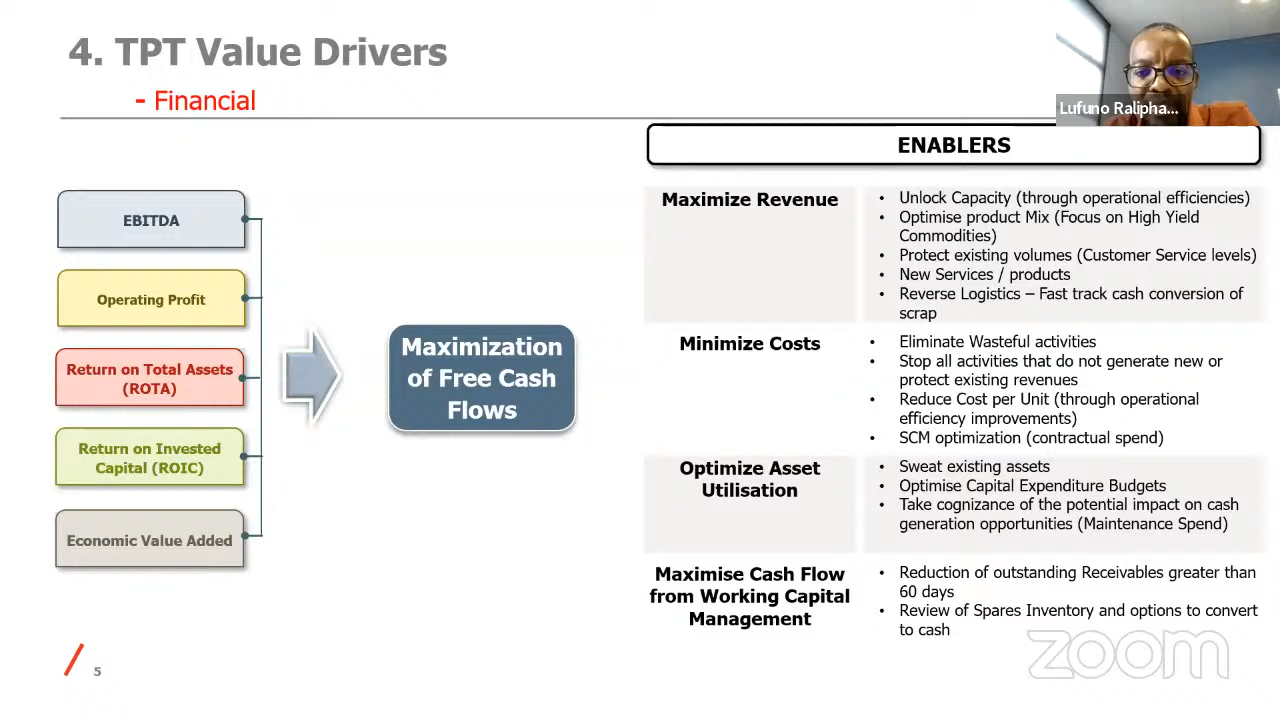 4. TPT Value Drivers
- Financial
Lufuno Ralipha...
EBITDA
Operating Profit
Return on Total Assets
(ROTA)
Return on Invested
Capital (ROIC)
Economic Value Added
Maximization
of Free Cash
Flows
ENABLERS
Maximize Revenue
• Unlock Capacity (through operational efficiencies)
• Optimise product Mix (Focus on High Yield
Commodities)
• Protect existing volumes (Customer Service levels)
• New Services / products
• Reverse Logistics – Fast track cash conversion of
scrap
Minimize Costs
• Eliminate Wasteful activities
• Stop all activities that do not generate new or
protect existing revenues
• Reduce Cost per Unit (through operational
efficiency improvements)
• SCM optimization (contractual spend)
Optimize Asset
Utilisation
• Sweat existing assets
• Optimise Capital Expenditure Budgets
• Take cognizance of the potential impact on cash
generation opportunities (Maintenance Spend)
Maximise Cash Flow
from Working Capital
Management
• Reduction of outstanding Receivables greater than
60 days
• Review of Spares Inventory and options to convert
to cash
zoom
5